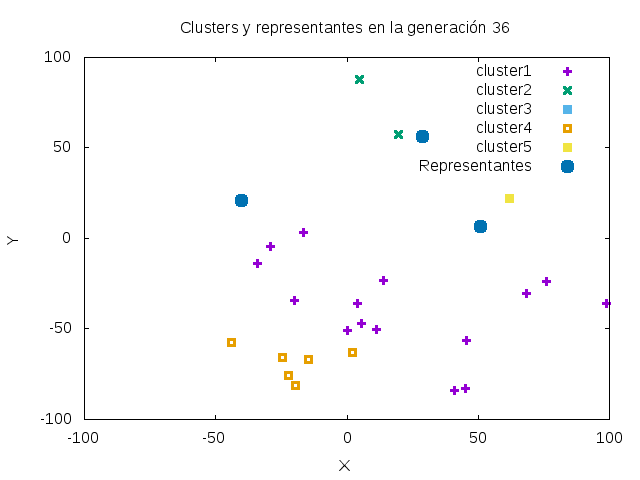 Clusters y representantes en la generación 36
100
50
0
-50
-100
-100
-50
0
50
100
Y
X
cluster1
cluster2
cluster3
cluster4
cluster5
Representantes